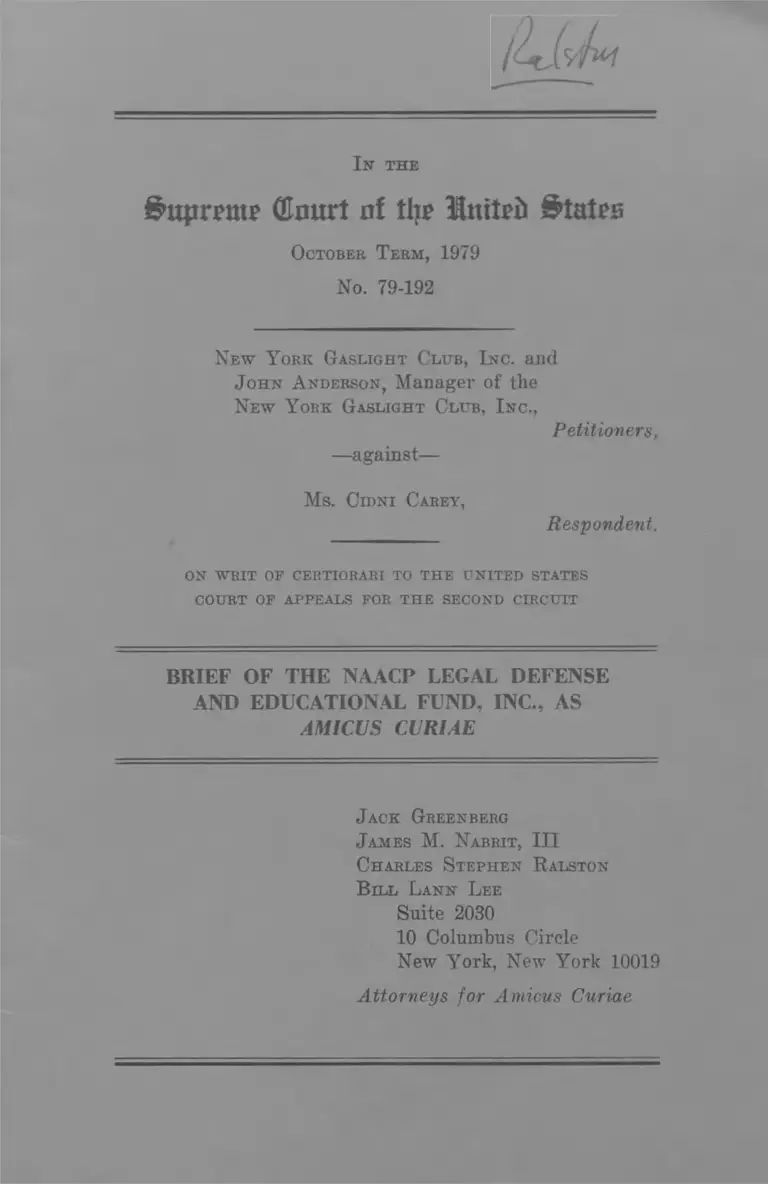 Ralston
IN THE
Supreme Court of the United States
OCTOBER TERM, 1979
No. 79-192
NEW YORK GASLIGHT CLUB, INC. and
JOHN ANDERSON, Manager of the
NEW YORK GASLIGHT CLUB, INC.,
Petitioners,
—against—
MS. CIDNI CAREY,
Respondent.
ON WRIT OF CERTIORARI TO THE UNITED STATES
COURT OF APPEALS FOR THE SECOND CIRCUIT
BRIEF OF THE NAACP LEGAL DEFENSE
AND EDUCATIONAL FUND, INC., AS
AMICUS CURIAE
JACK GREENBERG
JAMES M. NABRIT, III
CHARLES STEPHEN RALSTON
BILL LANN LEE
Suite 2030
10 Columbus Circle
New York, New York 10019
Attorneys for Amicus Curiae